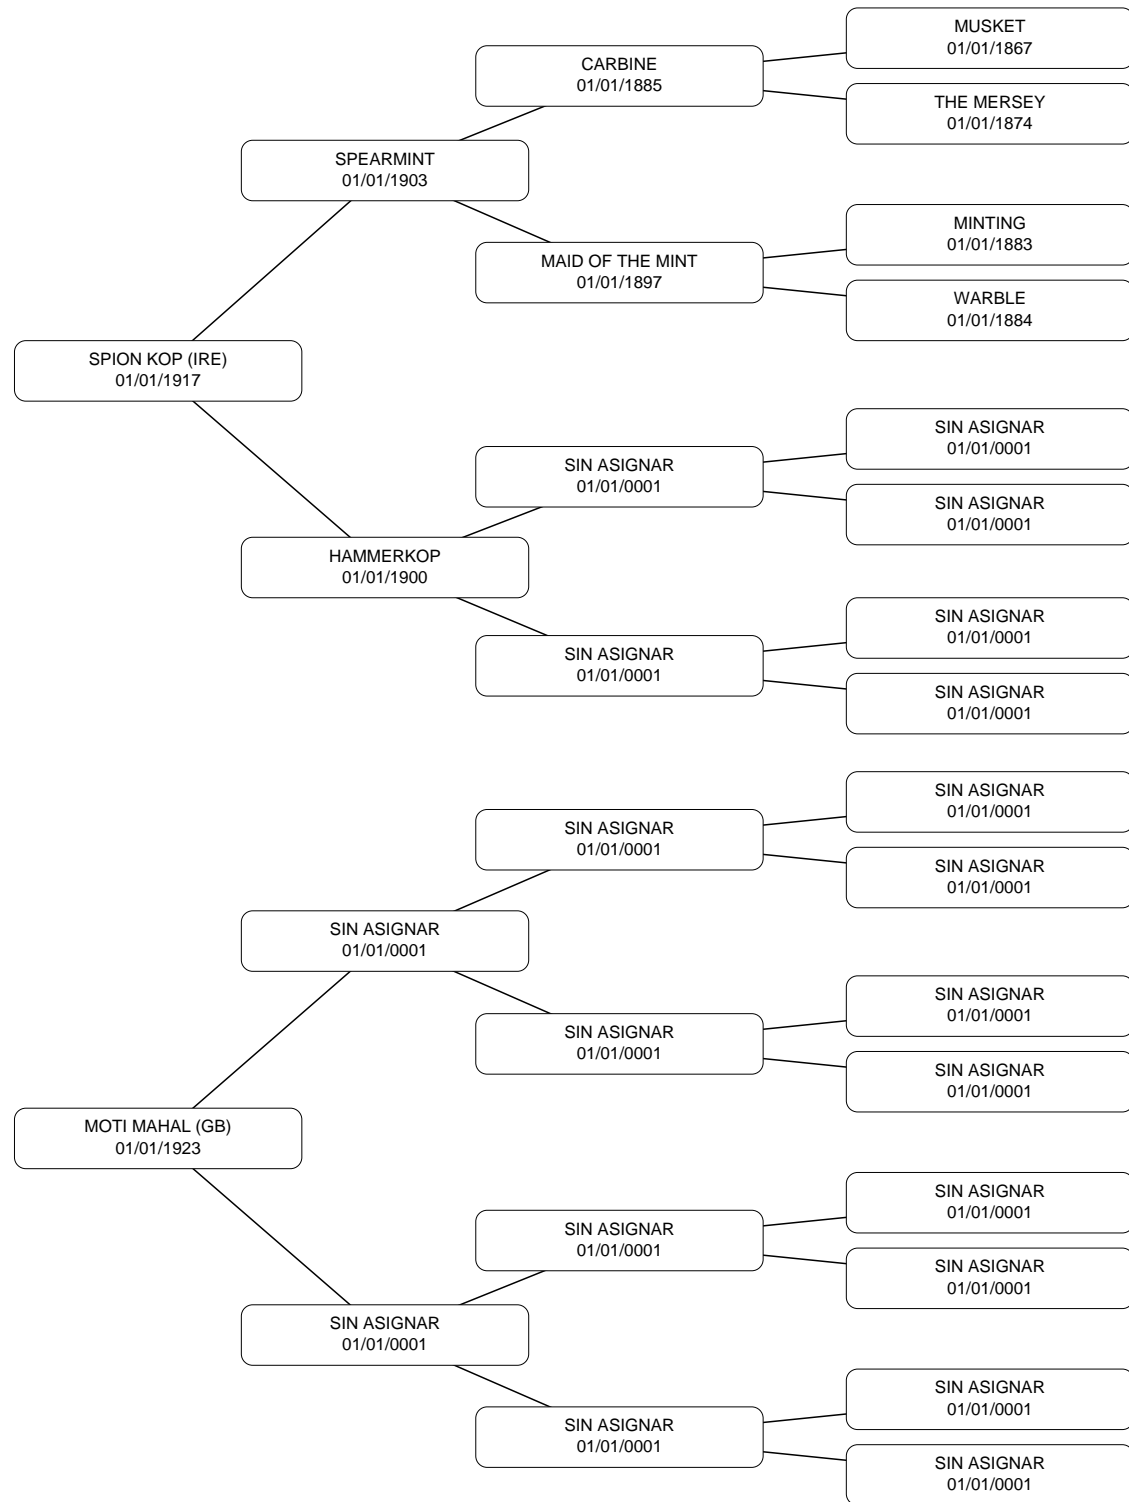 MUSKET
01/01/1867
CARBINE
01/01/1885
THE MERSEY
01/01/1874
SPEARMINT
01/01/1903
MINTING
01/01/1883
MAID OF THE MINT
01/01/1897
WARBLE
01/01/1884
SPION KOP (IRE)
01/01/1917
SIN ASIGNAR
01/01/0001
SIN ASIGNAR
01/01/0001
SIN ASIGNAR
01/01/0001
HAMMERKOP
01/01/1900
SIN ASIGNAR
01/01/0001
SIN ASIGNAR
01/01/0001
SIN ASIGNAR
01/01/0001
SIN ASIGNAR
01/01/0001
SIN ASIGNAR
01/01/0001
SIN ASIGNAR
01/01/0001
SIN ASIGNAR
01/01/0001
SIN ASIGNAR
01/01/0001
SIN ASIGNAR
01/01/0001
SIN ASIGNAR
01/01/0001
MOTI MAHAL (GB)
01/01/1923
SIN ASIGNAR
01/01/0001
SIN ASIGNAR
01/01/0001
SIN ASIGNAR
01/01/0001
SIN ASIGNAR
01/01/0001
SIN ASIGNAR
01/01/0001
SIN ASIGNAR
01/01/0001
SIN ASIGNAR
01/01/0001